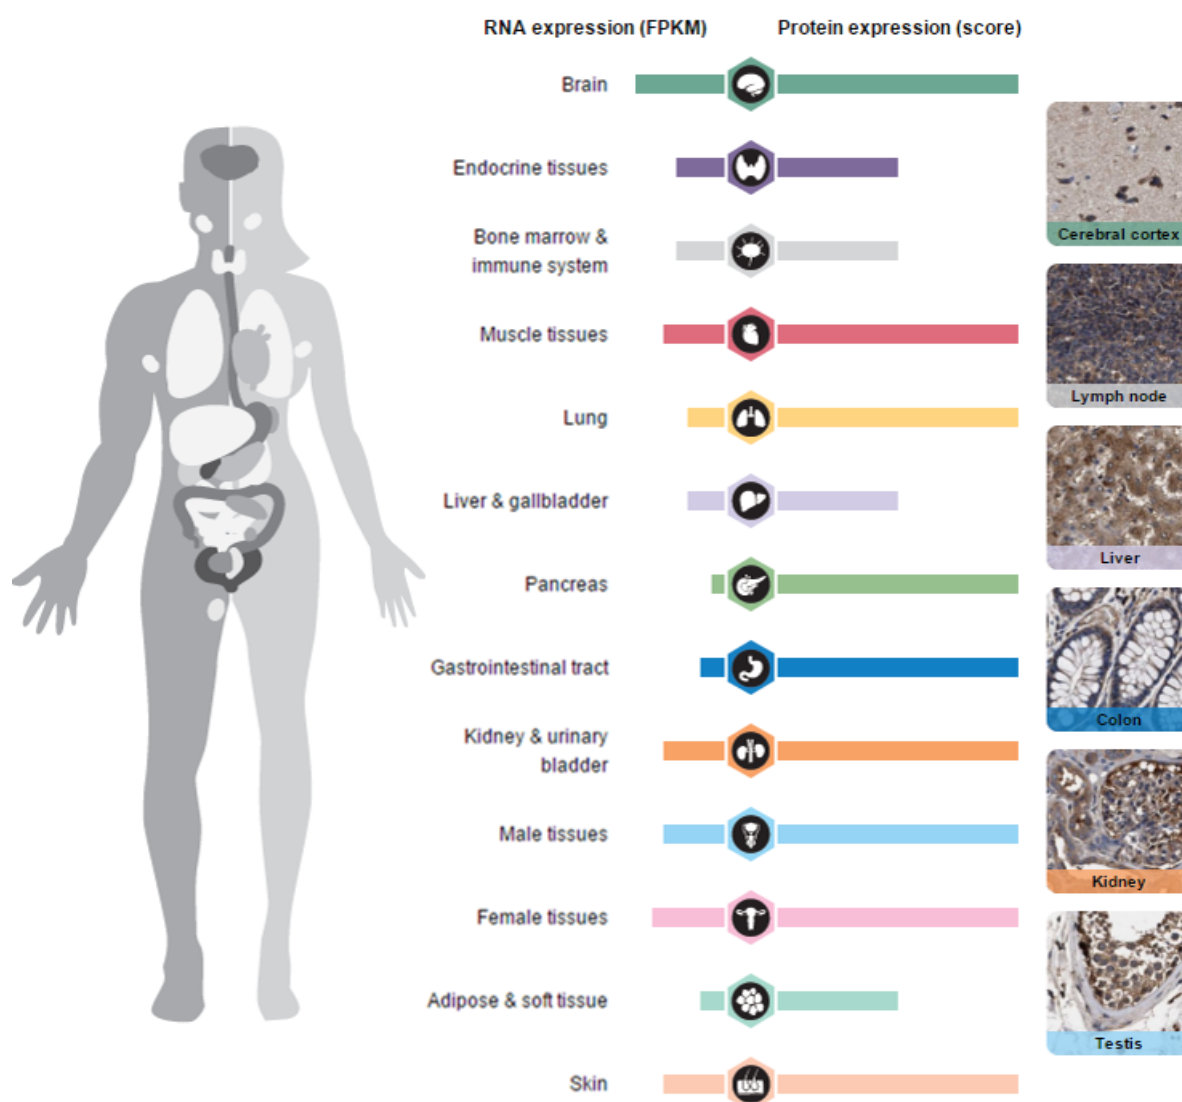 RNA expression (FPKM) Protein expression (score)
Brain
Endocrine tissues
Bone marrow &
immune system
Muscle tissues
Lung
Liver & gallbladder
Pancreas
Gastrointestinal tract
Kidney & urinary
bladder
Male tissues
Female tissues
Adipose & soft tissue
Skin
Cerebral cortex
Lymph node
Liver
Colon
Kidney
Testis